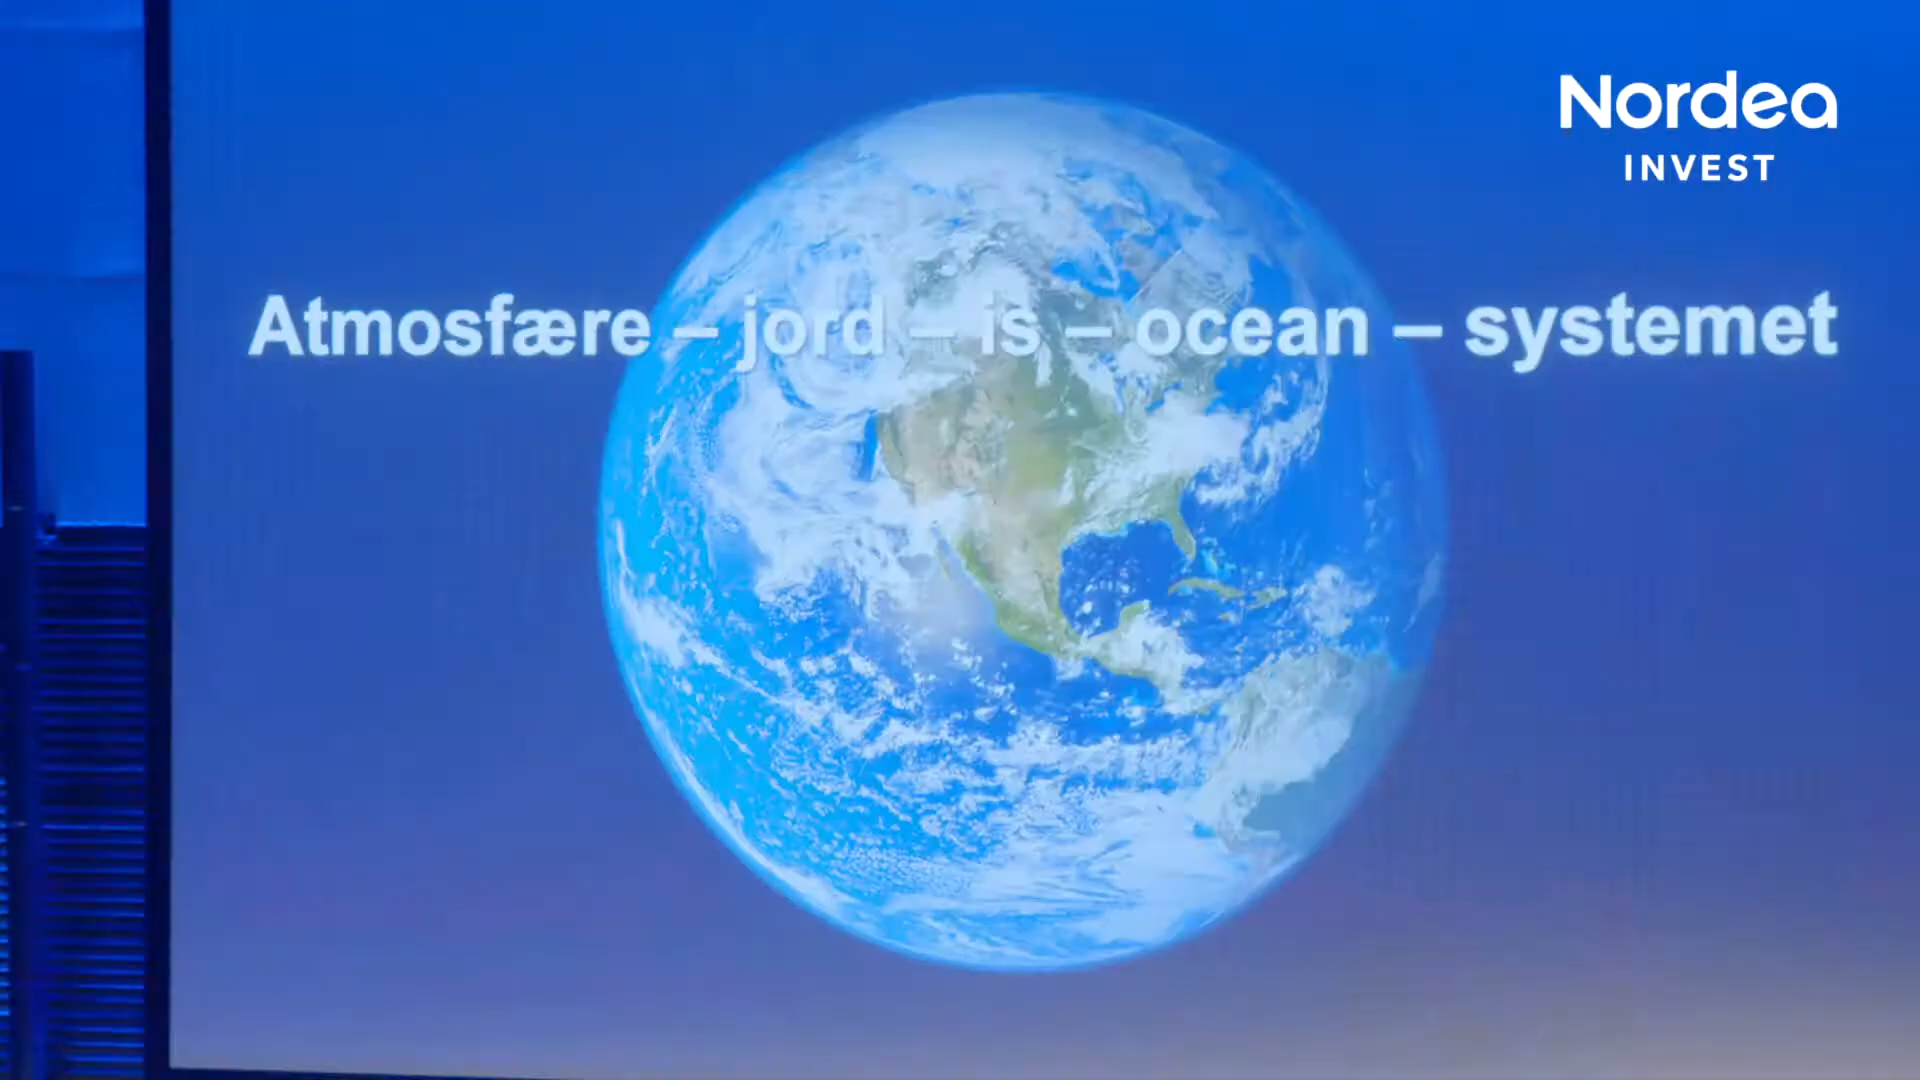 Nordea
INVEST
Atmosfære – jord – is – ocean – systemet